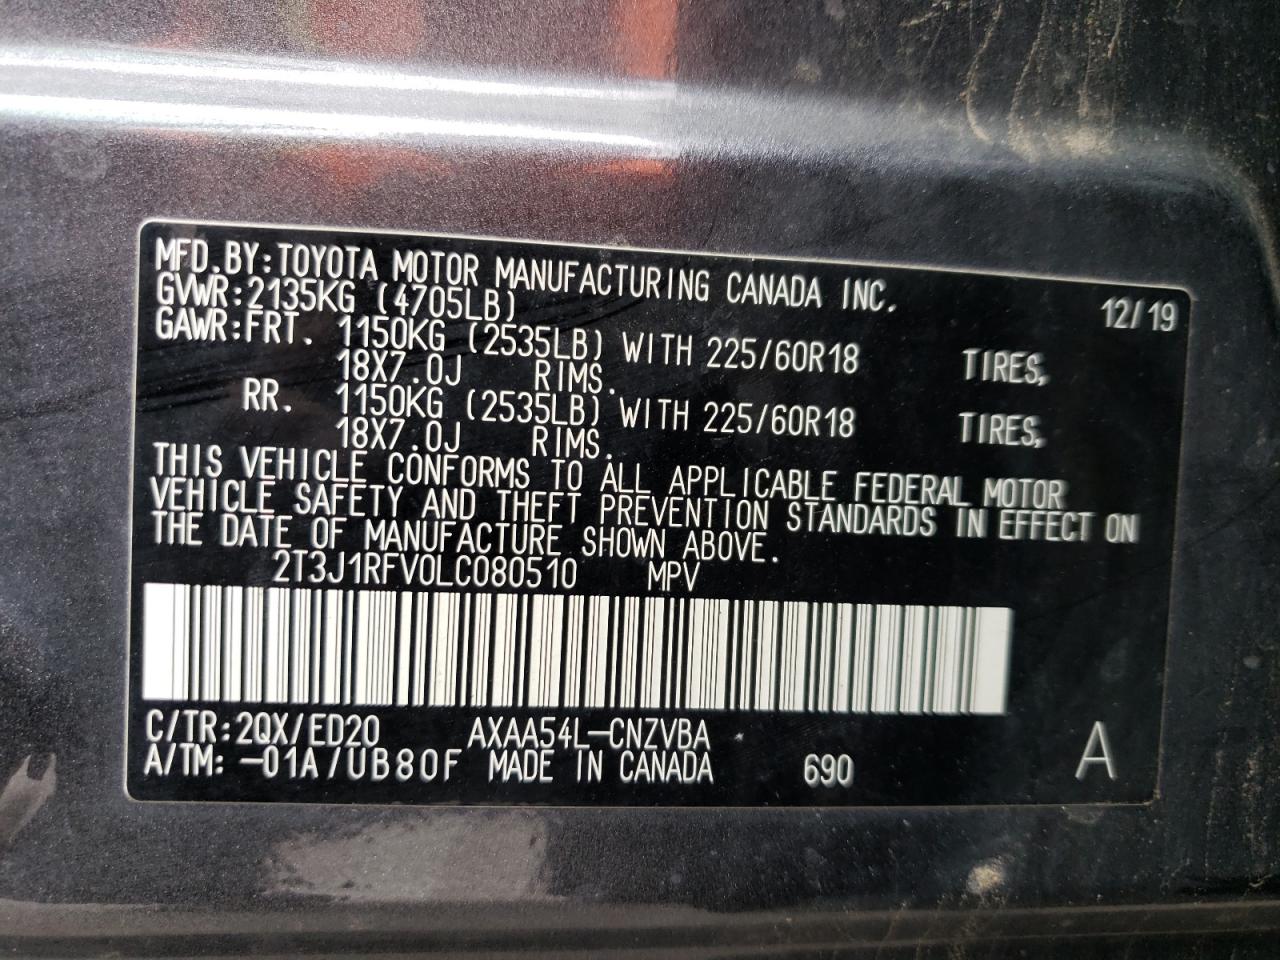 MFD.BY:TOYOTA MOTOR MANUFACTURING CANADA INC. 12/19
GVWR:2135KG (4705LB)
GAWR:FRT. 1150KG (2535LB) WITH 225/60R18 TIRES,
18X7.0J RIMS.
RR. 1150KG (2535LB) WITH 225/60R18 TIRES,
18X7.0J RIMS.
THIS VEHICLE CONFORMS TO ALL APPLICABLE FEDERAL MOTOR
VEHICLE SAFETY AND THEFT PREVENTION STANDARDS IN EFFECT ON
THE DATE OF MANUFACTURE SHOWN ABOVE.
2T3J1RFV0LC080510 MPV
C/TR:2QX/ED20 AXAA54L-CNZVBA
A/TM:-01A/UB80F MADE IN CANADA 690 A